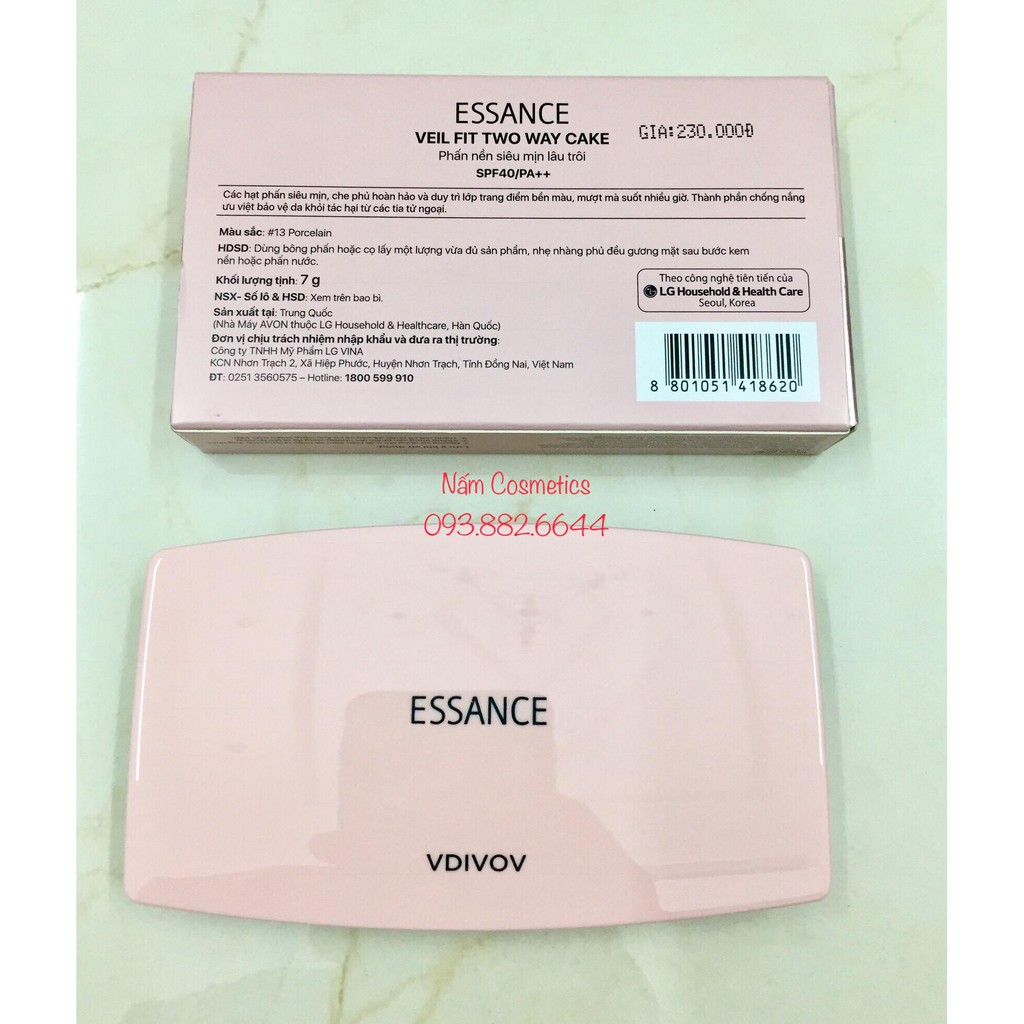 ESSANCE
VEIL FIT TWO WAY CAKE
GIA:230.000Đ
Phấn nền siêu mịn lâu trôi
SPF40/PA++
Các hạt phấn siêu mịn, che phủ hoàn hảo và duy trì lớp trang điểm bền màu, mượt mà suốt nhiều giờ. Thành phần chống nắng
ưu việt bảo vệ da khỏi tác hại từ các tia tử ngoại.
Màu sắc: #13 Porcelain
HDSD: Dùng bông phấn hoặc cọ lấy một lượng vừa đủ sản phẩm, nhẹ nhàng phủ đều gương mặt sau bước kem
nền hoặc phấn nước.
Khối lượng tịnh: 7 g
NSX- Số lô & HSD: Xem trên bao bì.
Sản xuất tại: Trung Quốc
(Nhà Máy AVON thuộc LG Household & Healthcare, Hàn Quốc)
Đơn vị chịu trách nhiệm nhập khẩu và đưa ra thị trường:
Công ty TNHH Mỹ Phẩm LG VINA
KCN Nhơn Trạch 2, Xã Hiệp Phước, Huyện Nhơn Trạch, Tỉnh Đồng Nai, Việt Nam
ĐT: 0251 3560575 – Hotline: 1800 599 910
Theo công nghệ tiên tiến của
LG Household & Health Care
Seoul, Korea
8 801051 418620
Nấm Cosmetics
093.882.6644
ESSANCE
VDIVOV